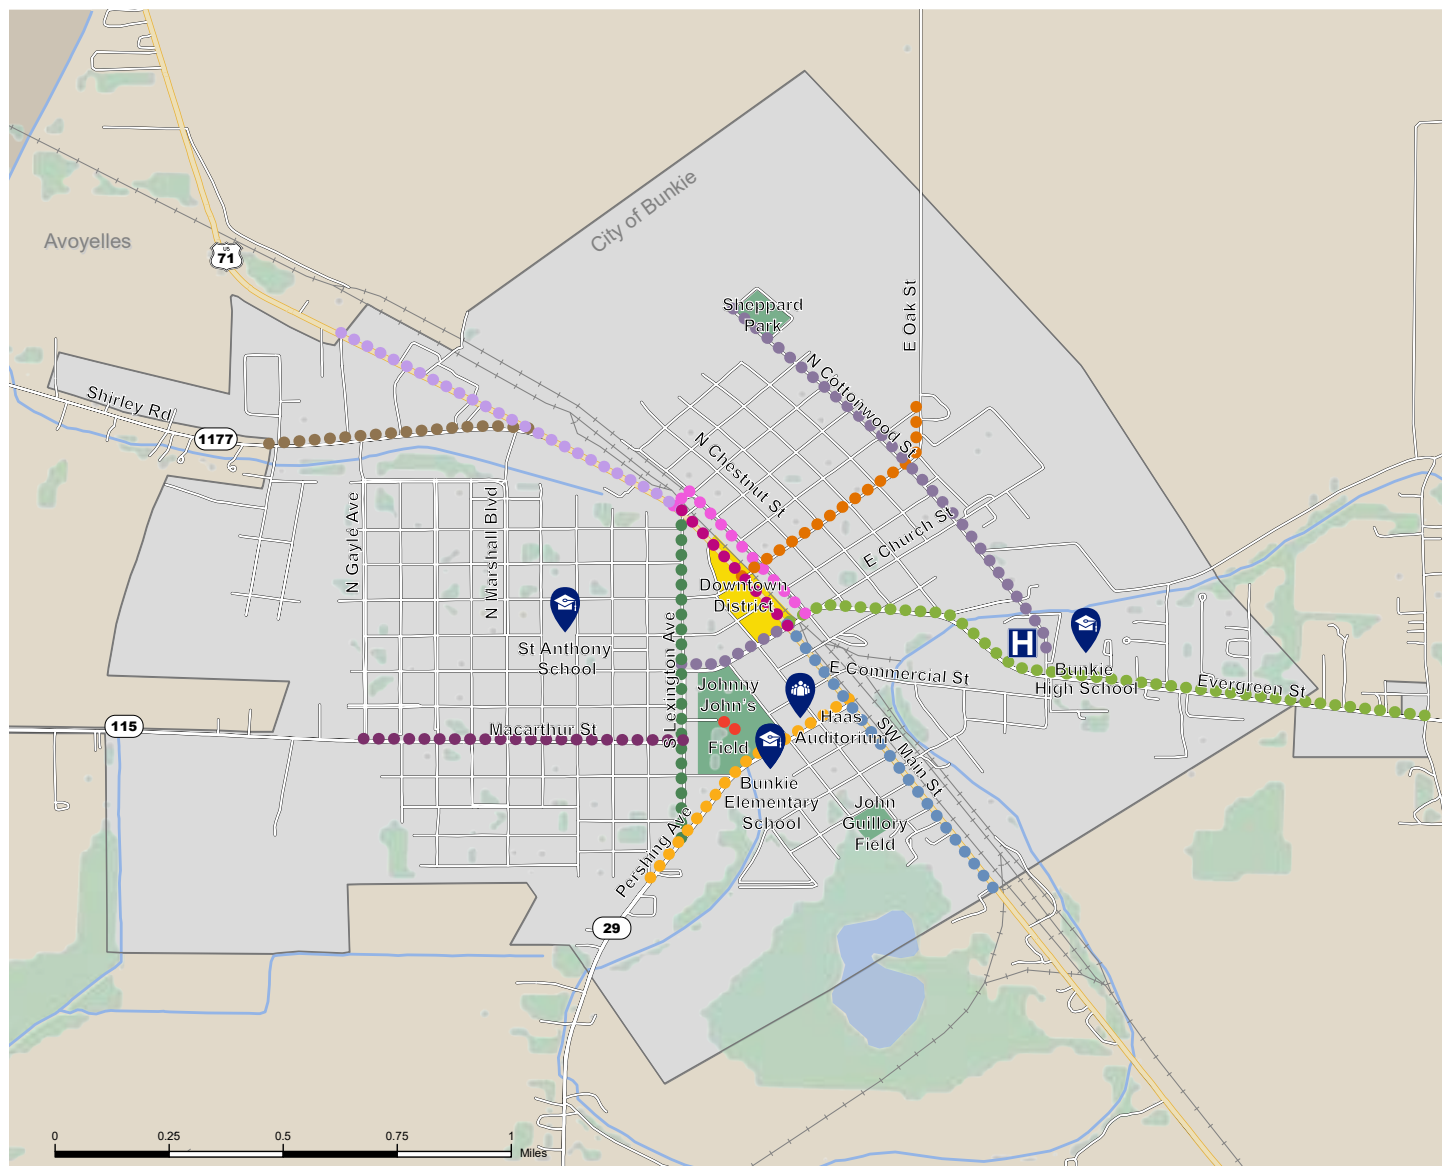 City of Bunkie
Avoyelles
US
71
Sheppard
Park
E Oak St
N Cottonwood St
Shirley Rd
1177
N Chestnut St
N Gayle Ave
N Marshall Blvd
E Church St
Downtown
District
St Anthony
School
S Lexington Ave
H
Bunkie
High School
E Commercial St
Evergreen St
Johnny
John's
Field
115
Macarthur St
Haas
Auditorium
SW Main St
Bunkie
Elementary
School
John
Guillory
Field
Pershing Ave
29
0 0.25 0.5 0.75 1
Miles